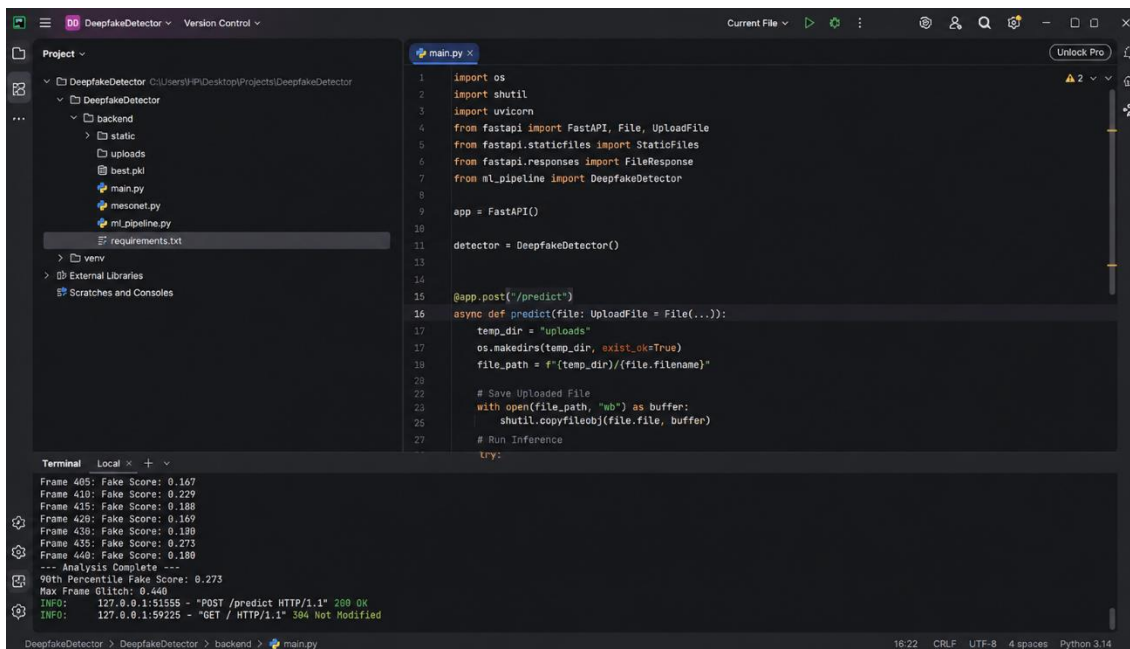 DD DeepfakeDetector Version Control Current File
Project
DeepfakeDetector C:\Users\HP\Desktop\Projects\DeepfakeDetector
DeepfakeDetector
backend
static
uploads
best.pkl
main.py
mesonet.py
ml_pipeline.py
requirements.txt
venv
External Libraries
Scratches and Consoles
main.py × Unlock Pro
2
1 import os
2 import shutil
3 import uvicorn
4 from fastapi import FastAPI, File, UploadFile
5 from fastapi.staticfiles import StaticFiles
6 from fastapi.responses import FileResponse
7 from ml_pipeline import DeepfakeDetector
8
9 app = FastAPI()
10
11 detector = DeepfakeDetector()
13
14
15 @app.post("/predict")
16 async def predict(file: UploadFile = File(...)):
17 temp_dir = "uploads"
17 os.makedirs(temp_dir, exist_ok=True)
file_path = f"{temp_dir}/{file.filename}"
20
22 # Save Uploaded File
23 with open(file_path, "wb") as buffer:
25 shutil.copyfileobj(file.file, buffer)
27 # Run Inference
try:
Terminal Local × +
Frame 405: Fake Score: 0.167
Frame 410: Fake Score: 0.229
Frame 415: Fake Score: 0.188
Frame 420: Fake Score: 0.169
Frame 430: Fake Score:
Frame 435: Fake Score: 0.273
Frame 440: Fake Score: 0.180
--- Analysis Complete ---
90th Percentile Fake Score: 0.273
Max Frame Glitch: 0.440
INFO: 127.0.0.1:51555 - "POST /predict HTTP/1.1" 200 OK
INFO: 127.0.0.1:59225 - "GET / HTTP/1.1" 304 Not Modified
DeepfakeDetector > DeepfakeDetector > backend > main.py 16:22 CRLF UTF-8 4 spaces Python 3.14